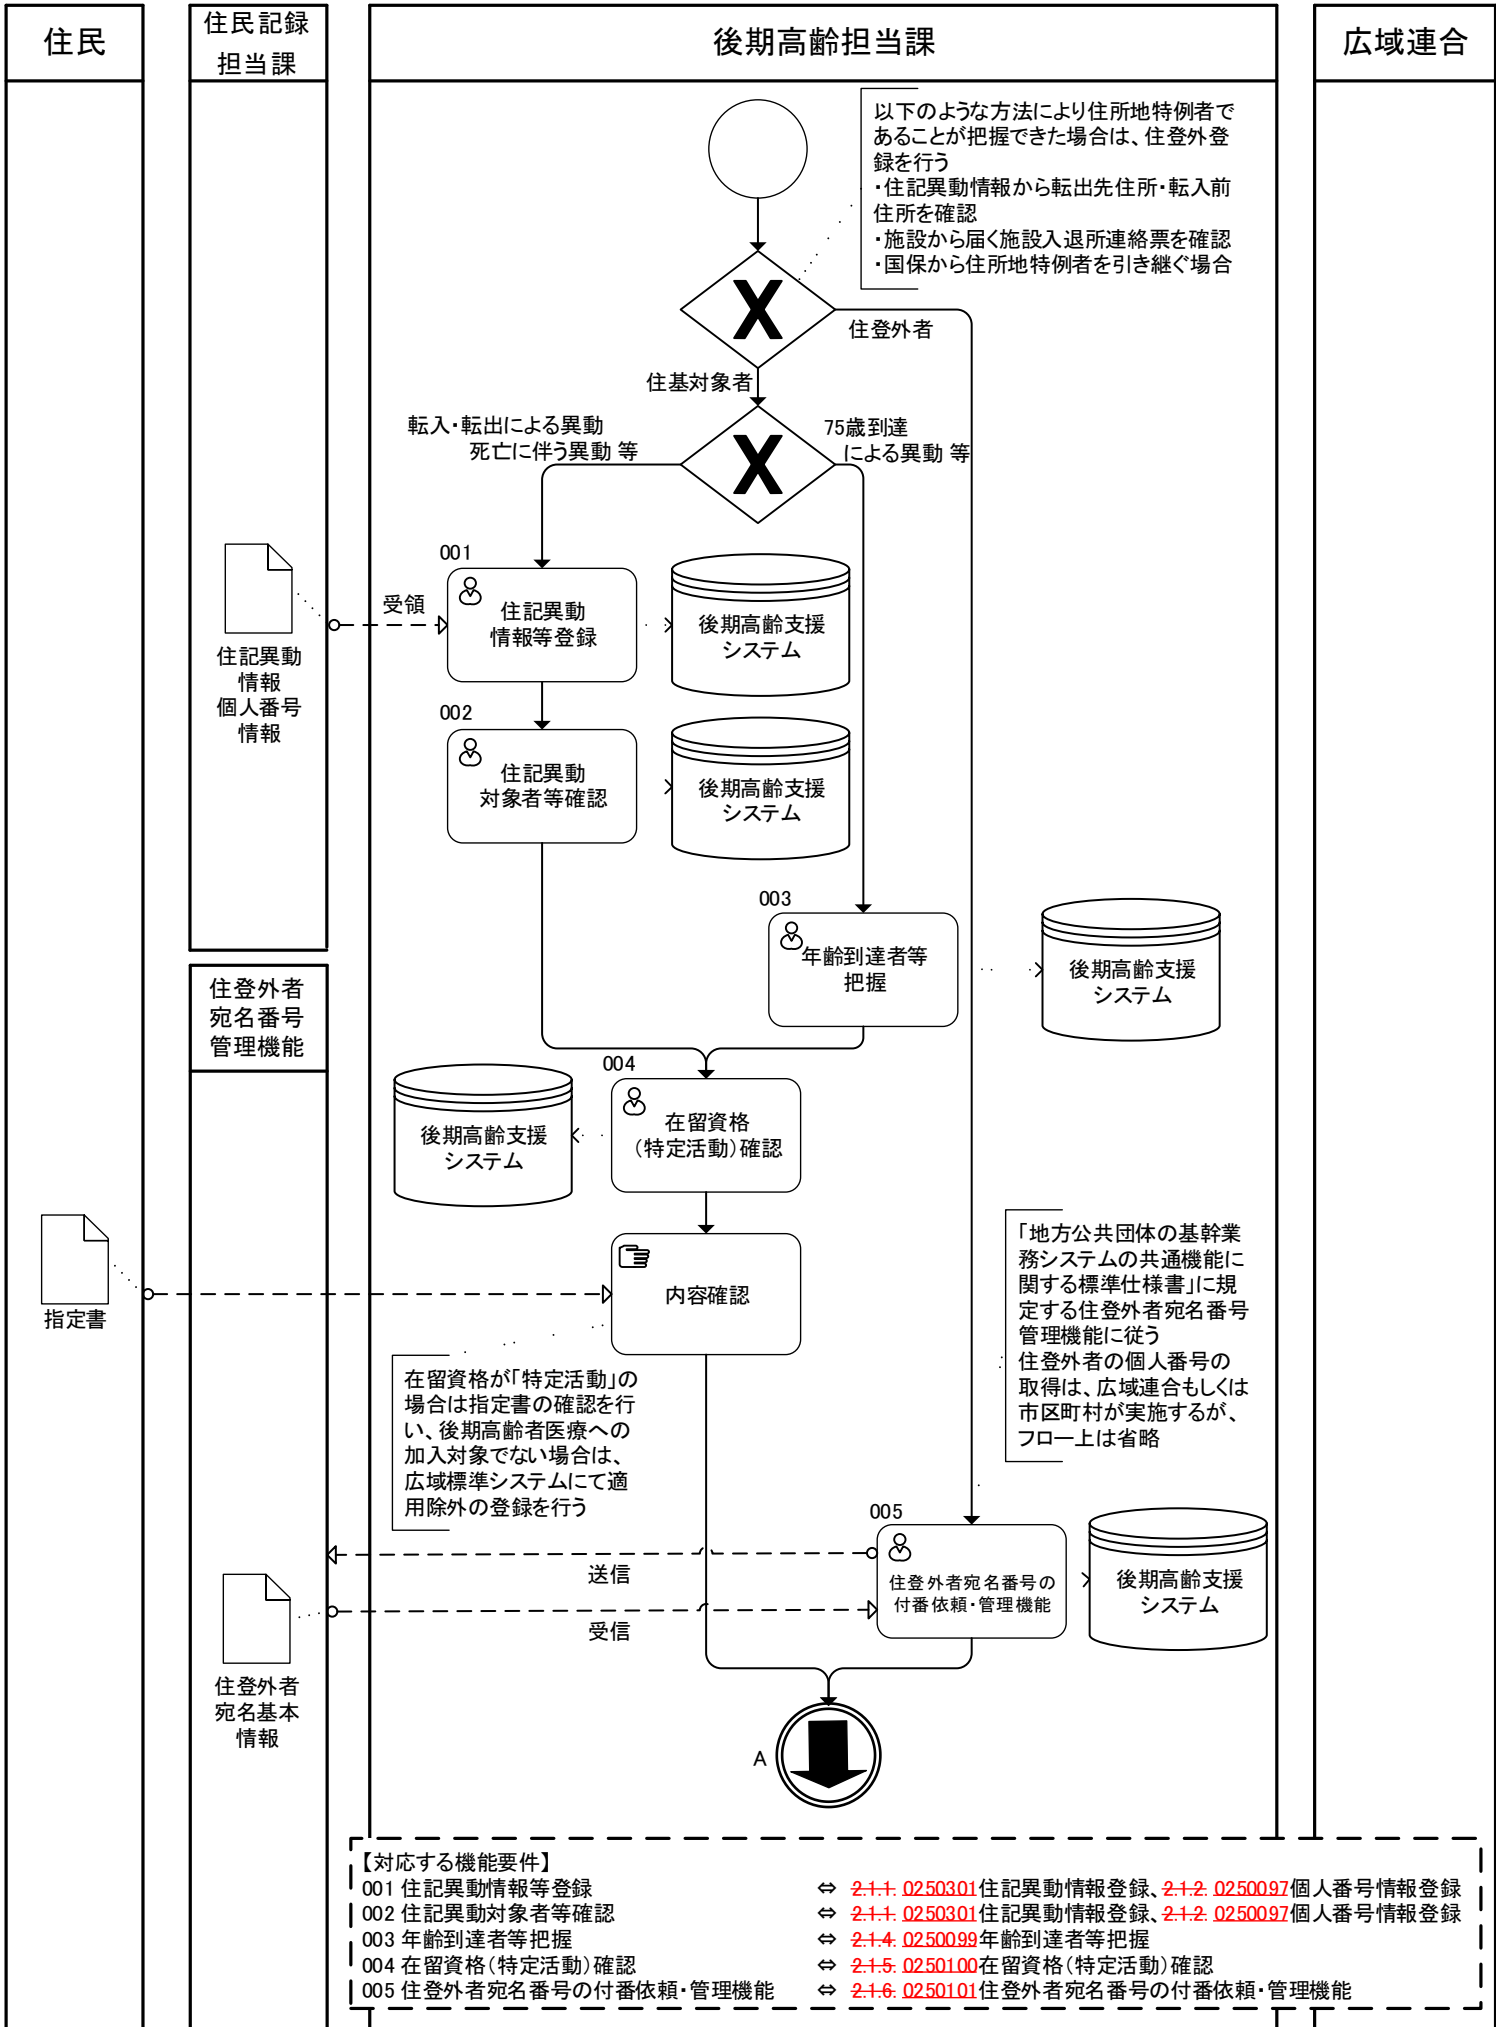 住民
住民記録
担当課
後期高齢担当課
広域連合
以下のような方法により住所地特例者で
あることが把握できた場合は、住登外登
録を行う
・住記異動情報から転出先住所・転入前
住所を確認
・施設から届く施設入退所連絡票を確認
・国保から住所地特例者を引き継ぐ場合
X
住登外者
住基対象者
転入・転出による異動
死亡に伴う異動 等
X
75歳到達
による異動 等
001
住記異動
情報等登録
後期高齢支援
システム
受領
住記異動
情報
個人番号
情報
002
住記異動
対象者等確認
後期高齢支援
システム
003
年齢到達者等
把握
後期高齢支援
システム
住登外者
宛名番号
管理機能
004
在留資格
（特定活動）確認
後期高齢支援
システム
指定書
内容確認
「地方公共団体の基幹業
務システムの共通機能に
関する標準仕様書」に規
定する住登外者宛名番号
管理機能に従う
住登外者の個人番号の
取得は、広域連合もしくは
市区町村が実施するが、
フロー上は省略
在留資格が「特定活動」の
場合は指定書の確認を行
い、後期高齢者医療への
加入対象でない場合は、
広域標準システムにて適
用除外の登録を行う
005
住登外者宛名番号の
付番依頼・管理機能
後期高齢支援
システム
送信
受信
住登外者
宛名基本
情報
A
【対応する機能要件】
001 住記異動情報等登録 ⇔ 2.1.1. 0250301住記異動情報登録、2.1.2. 0250097個人番号情報登録
002 住記異動対象者等確認 ⇔ 2.1.1. 0250301住記異動情報登録、2.1.2. 0250097個人番号情報登録
003 年齢到達者等把握 ⇔ 2.1.4. 0250099年齢到達者等把握
004 在留資格（特定活動）確認 ⇔ 2.1.5. 0250100在留資格（特定活動）確認
005 住登外者宛名番号の付番依頼・管理機能 ⇔ 2.1.6. 0250101住登外者宛名番号の付番依頼・管理機能